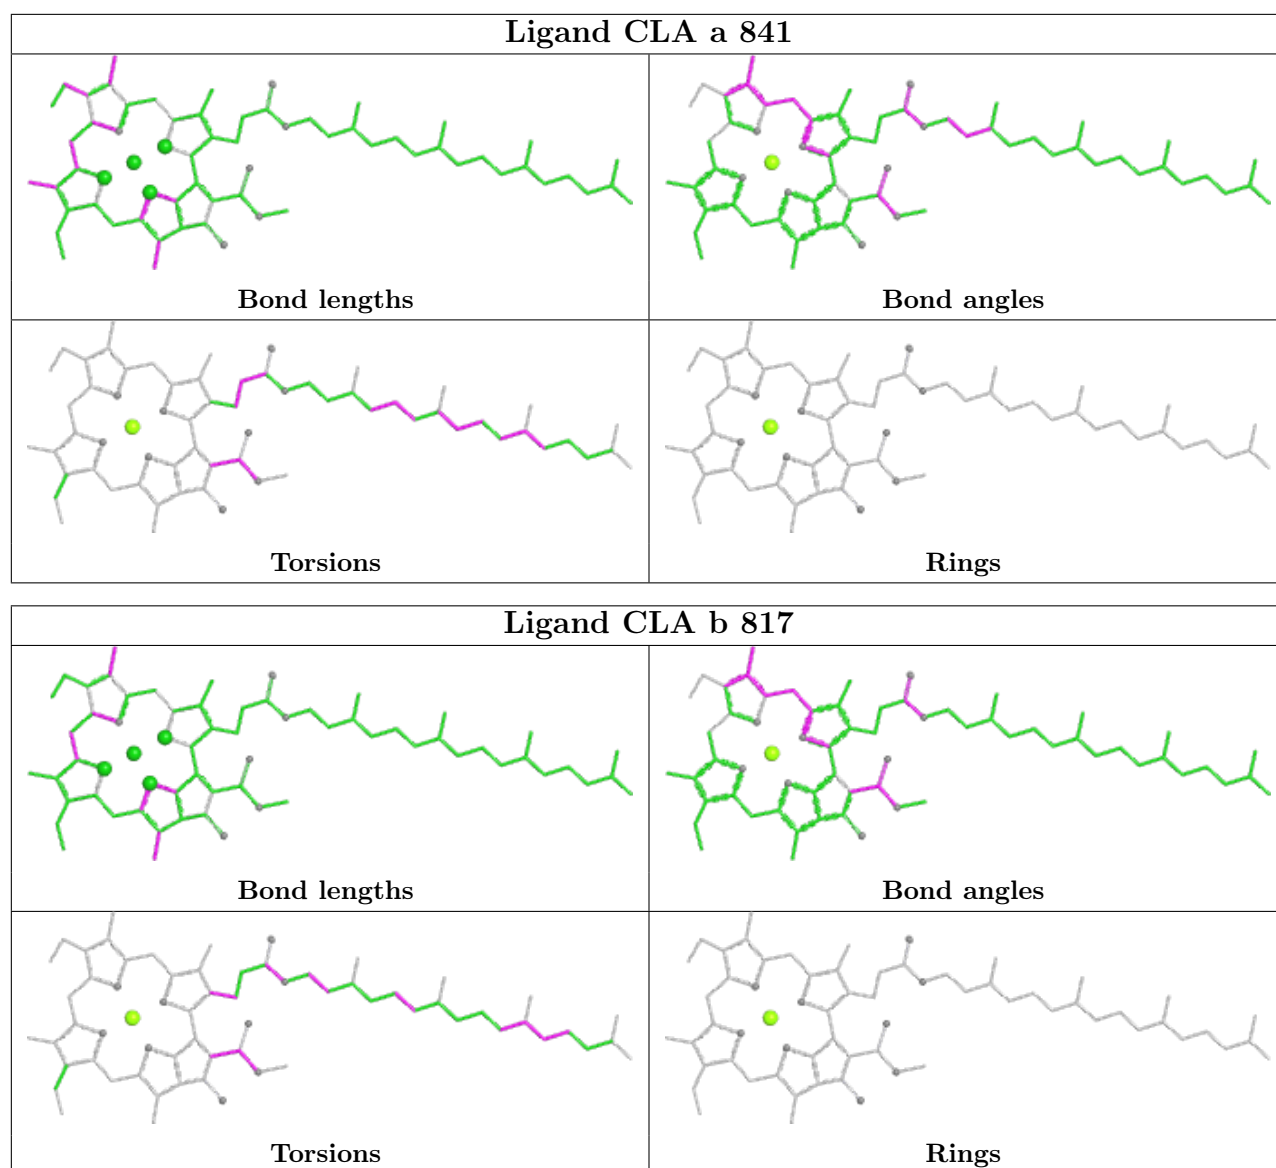 Ligand CLA a 841
Bond lengths
Bond angles
Torsions
Rings
Ligand CLA b 817
Bond lengths
Bond angles
Torsions
Rings